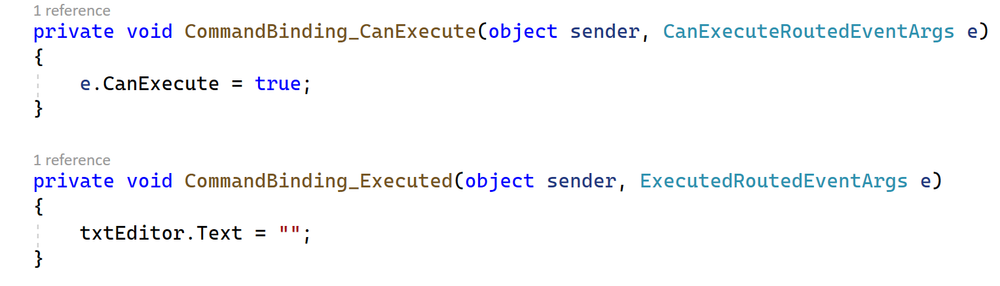 1 reference
private void CommandBinding_CanExecute(object sender, CanExecuteRoutedEventArgs e)
{
    e.CanExecute = true;
}
1 reference
private void CommandBinding_Executed(object sender, ExecutedRoutedEventArgs e)
{
    txtEditor.Text = "";
}